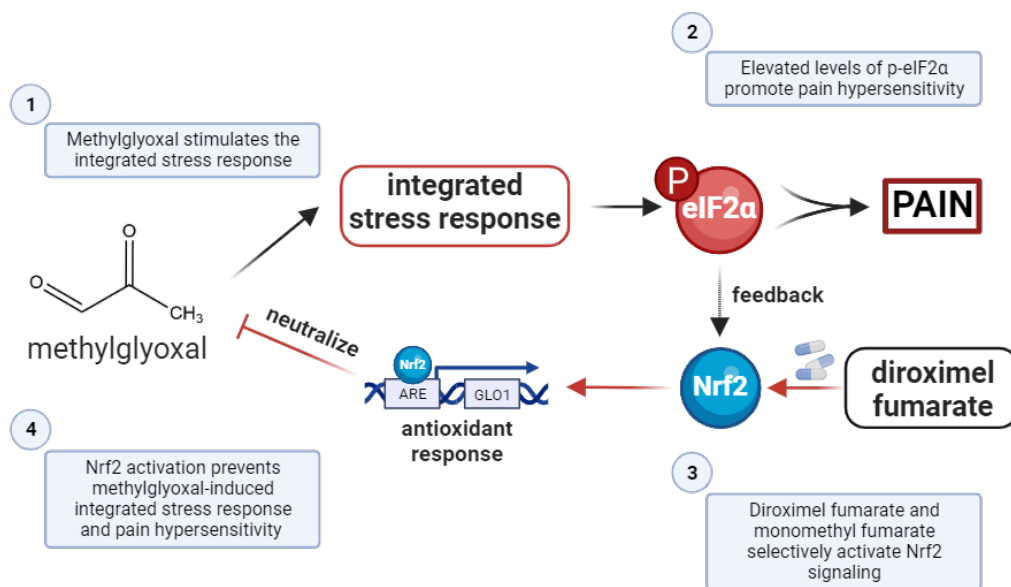 1
Methylglyoxal stimulates the
integrated stress response
2
Elevated levels of p-eIF2α
promote pain hypersensitivity
integrated
stress response
P
eIF2α
PAIN
O
O
CH3
methylglyoxal
neutralize
feedback
Nrf2
ARE
GLO1
antioxidant
response
Nrf2
diroximel
fumarate
4
Nrf2 activation prevents
methylglyoxal-induced
integrated stress response
and pain hypersensitivity
3
Diroximel fumarate and
monomethyl fumarate
selectively activate Nrf2
signaling